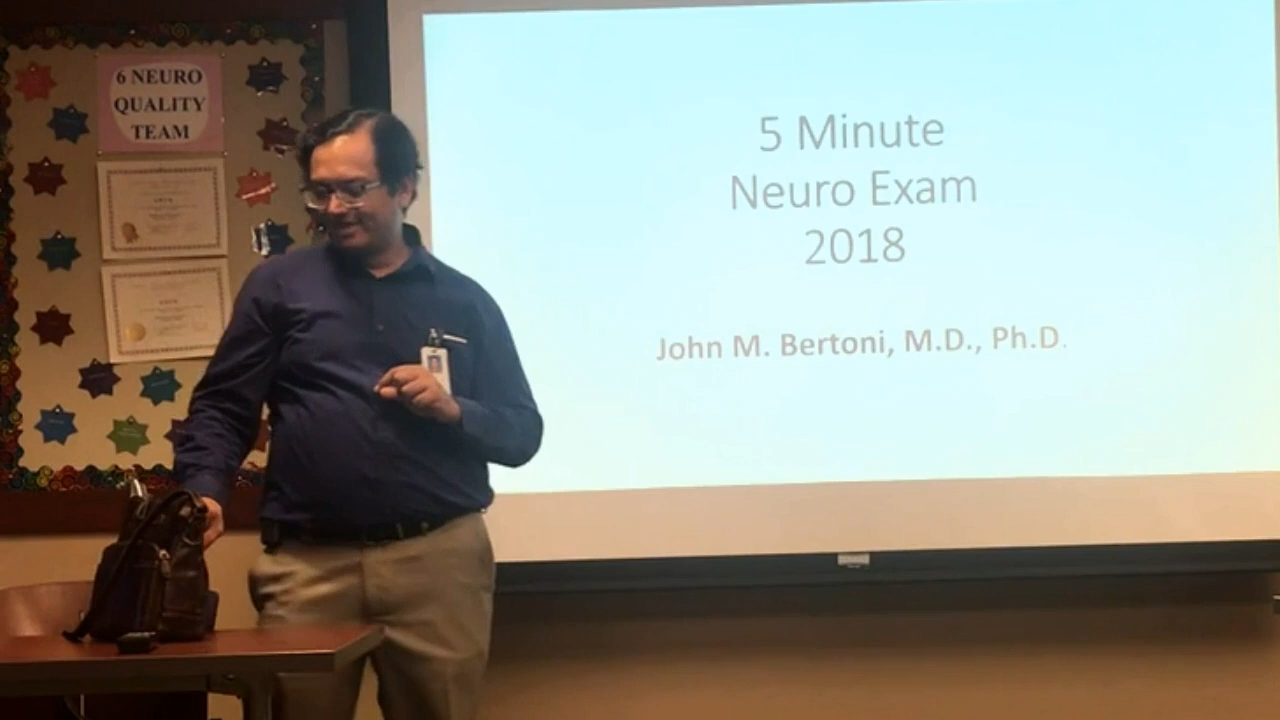 6 NEURO
QUALITY
TEAM
5 Minute
Neuro Exam
2018
John M. Bertoni, M.D., Ph.D.